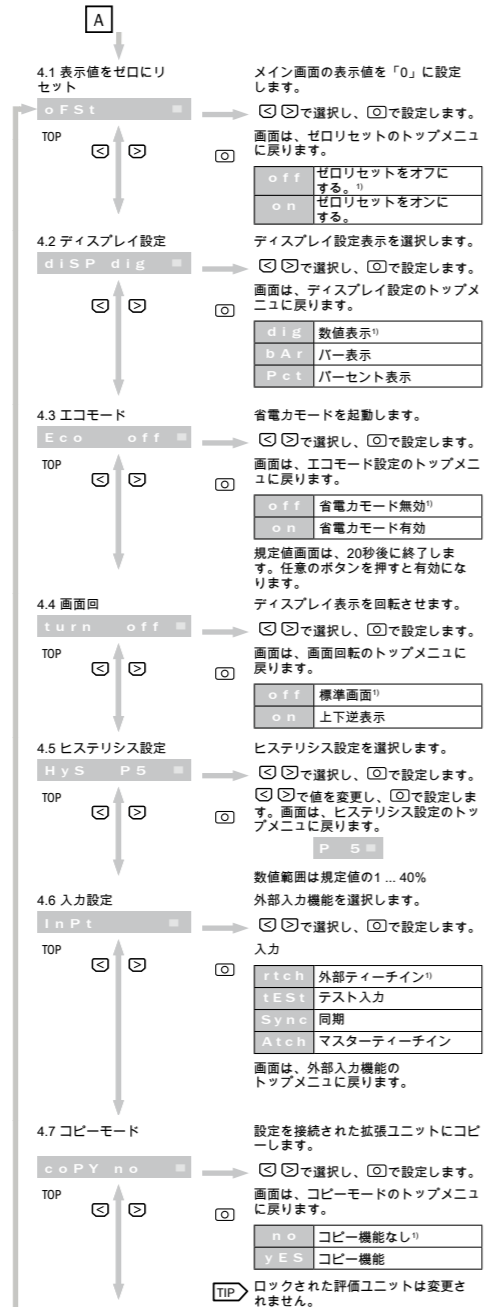 A
4.1 表示値をゼロにリ
セット
oFSt
TOP
メイン画面の表示値を「0」に設定
します。
で選択し、で設定します。
画面は、ゼロリセットのトップメニュ
に戻ります。
off ゼロリセットをオフに
する。1)
on ゼロリセットをオンに
する。
4.2 ディスプレイ設定
diSP dig
ディスプレイ設定表示を選択します。
で選択し、で設定します。
画面は、ディスプレイ設定のトップメ
ニュに戻ります。
dig 数値表示1)
bAr バー表示
Pct パーセント表示
4.3 エコモード
Eco off
TOP
省電力モードを起動します。
で選択し、で設定します。
画面は、エコモード設定のトップメニ
ュに戻ります。
off 省電力モード無効1)
on 省電力モード有効
規定値画面は、20秒後に終了しま
す。任意のボタンを押すと有効にな
ります。
4.4 画面回
turn off
TOP
ディスプレイ表示を回転させます。
で選択し、で設定します。
画面は、画面回転のトップメニュに
戻ります。
off 標準画面1)
on 上下逆表示
4.5 ヒステリシス設定
HyS P5
TOP
ヒステリシス設定を選択します。
で選択し、で設定します。
で値を変更し、で設定しま
す。画面は、ヒステリシス設定のトッ
プメニュに戻ります。
P 5
数値範囲は規定値の1 ... 40%
4.6 入力設定
InPt
TOP
外部入力機能を選択します。
で選択し、で設定します。
入力
rtch 外部ティーチイン1)
tESt テスト入力
Sync 同期
Atch マスターティーチイン
画面は、外部入力機能の
トップメニュに戻ります。
4.7 コピーモード
coPY no
TOP
設定を接続された拡張ユニットにコピ
ーします。
で選択し、で設定します。
画面は、コピーモードのトップメニュ
に戻ります。
no コピー機能なし1)
yES コピー機能
TIP ロックされた評価ユニットは変更さ
れません。